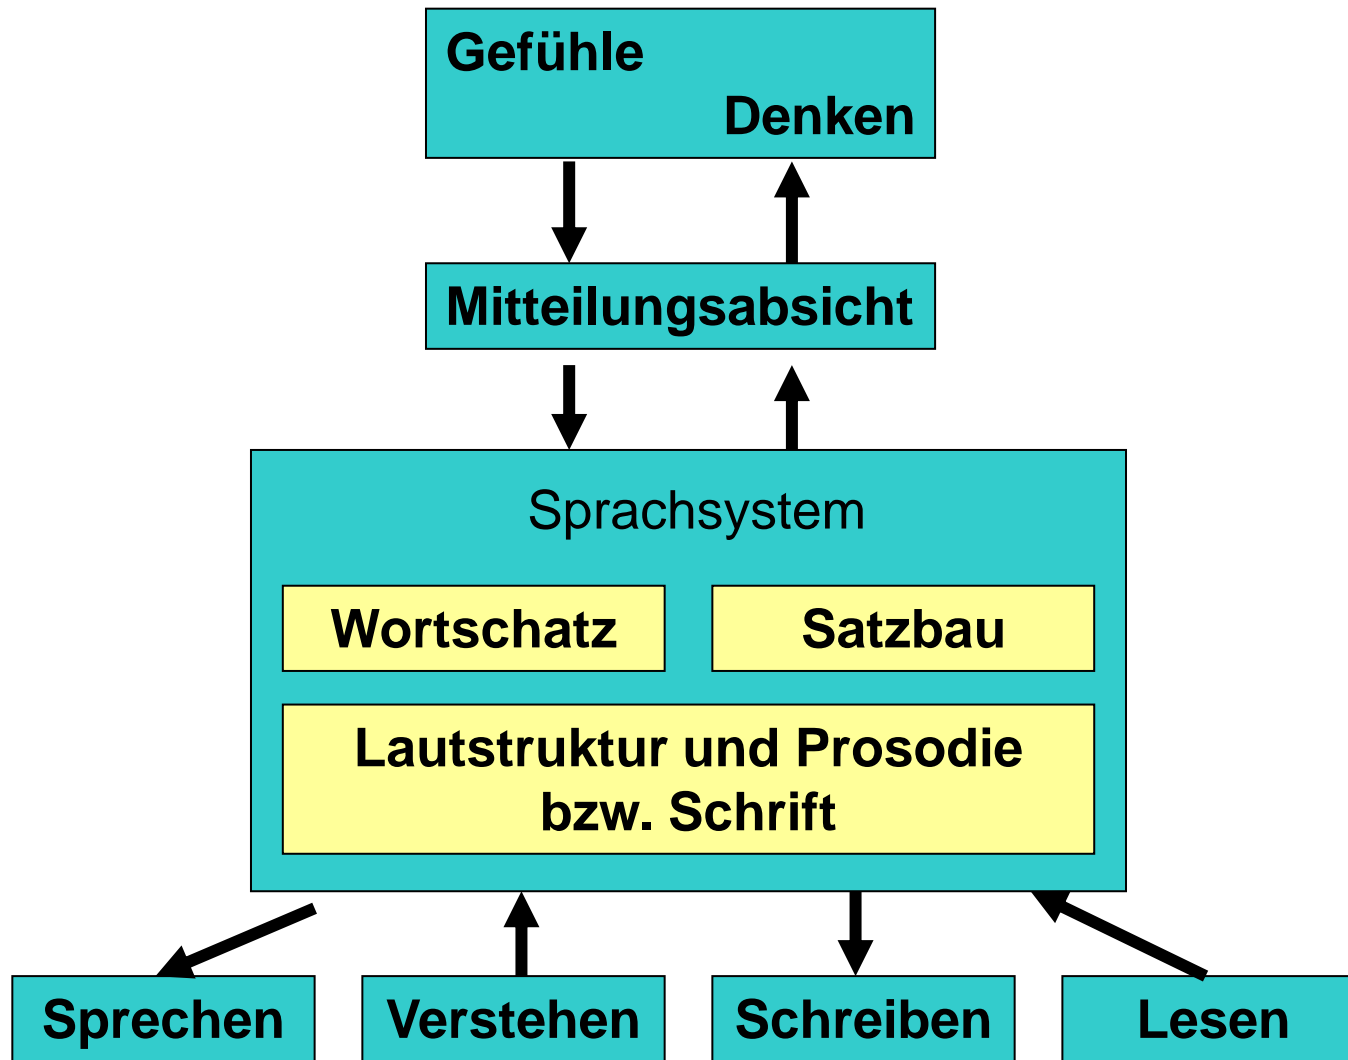 Gefühle
Denken
Mitteilungsabsicht
Sprachsystem
Wortschatz
Satzbau
Lautstruktur und Prosodie
bzw. Schrift
Sprechen
Verstehen
Schreiben
Lesen